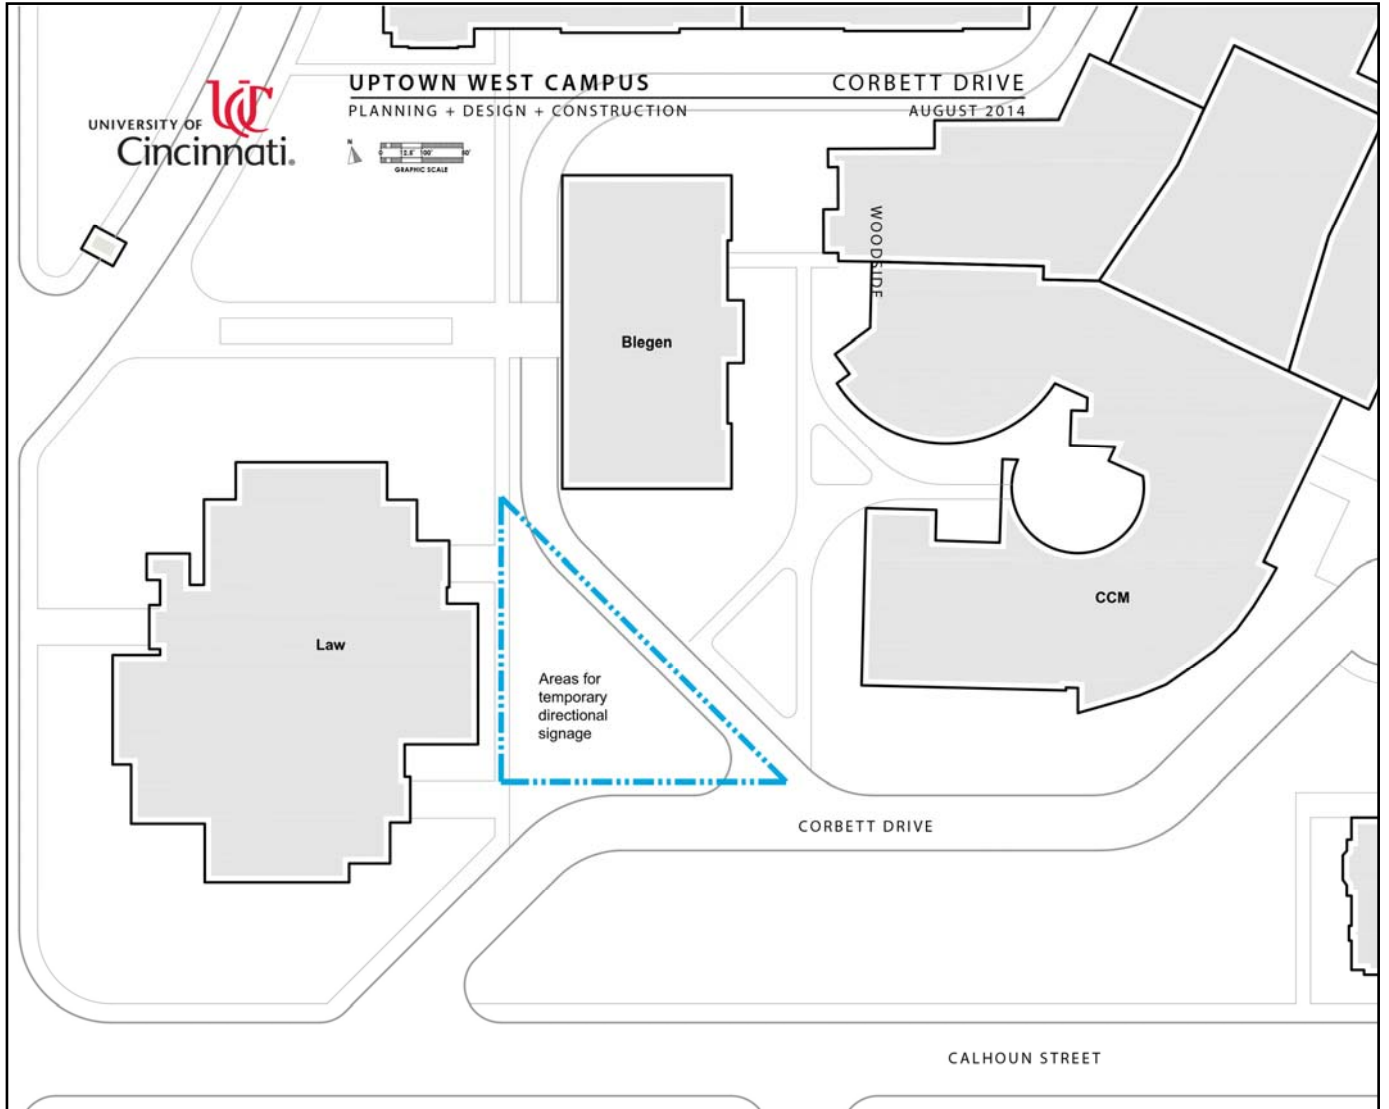 UPTOWN WEST CAMPUS
CORBETT DRIVE
PLANNING + DESIGN + CONSTRUCTION
AUGUST 2014
UC
UNIVERSITY OF
Cincinnati.
N
GRAPHIC SCALE
WOODSIDE
Blegen
CCM
Law
Areas for
temporary
directional
signage
CORBETT DRIVE
CALHOUN STREET